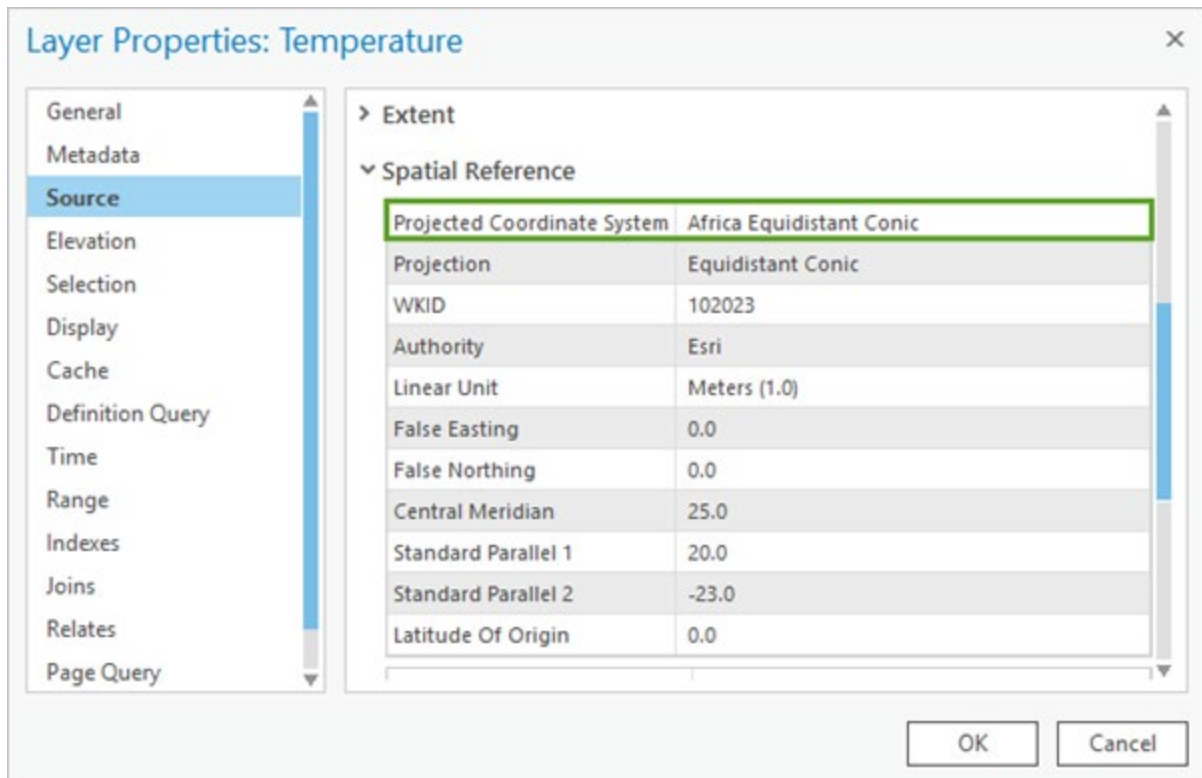 Layer Properties: Temperature
General
Metadata
Source
Elevation
Selection
Display
Cache
Definition Query
Time
Range
Indexes
Joins
Relates
Page Query
Extent
Spatial Reference
Projected Coordinate System Africa Equidistant Conic
Projection Equidistant Conic
WKID 102023
Authority Esri
Linear Unit Meters (1.0)
False Easting 0.0
False Northing 0.0
Central Meridian 25.0
Standard Parallel 1 20.0
Standard Parallel 2 -23.0
Latitude Of Origin 0.0
OK Cancel